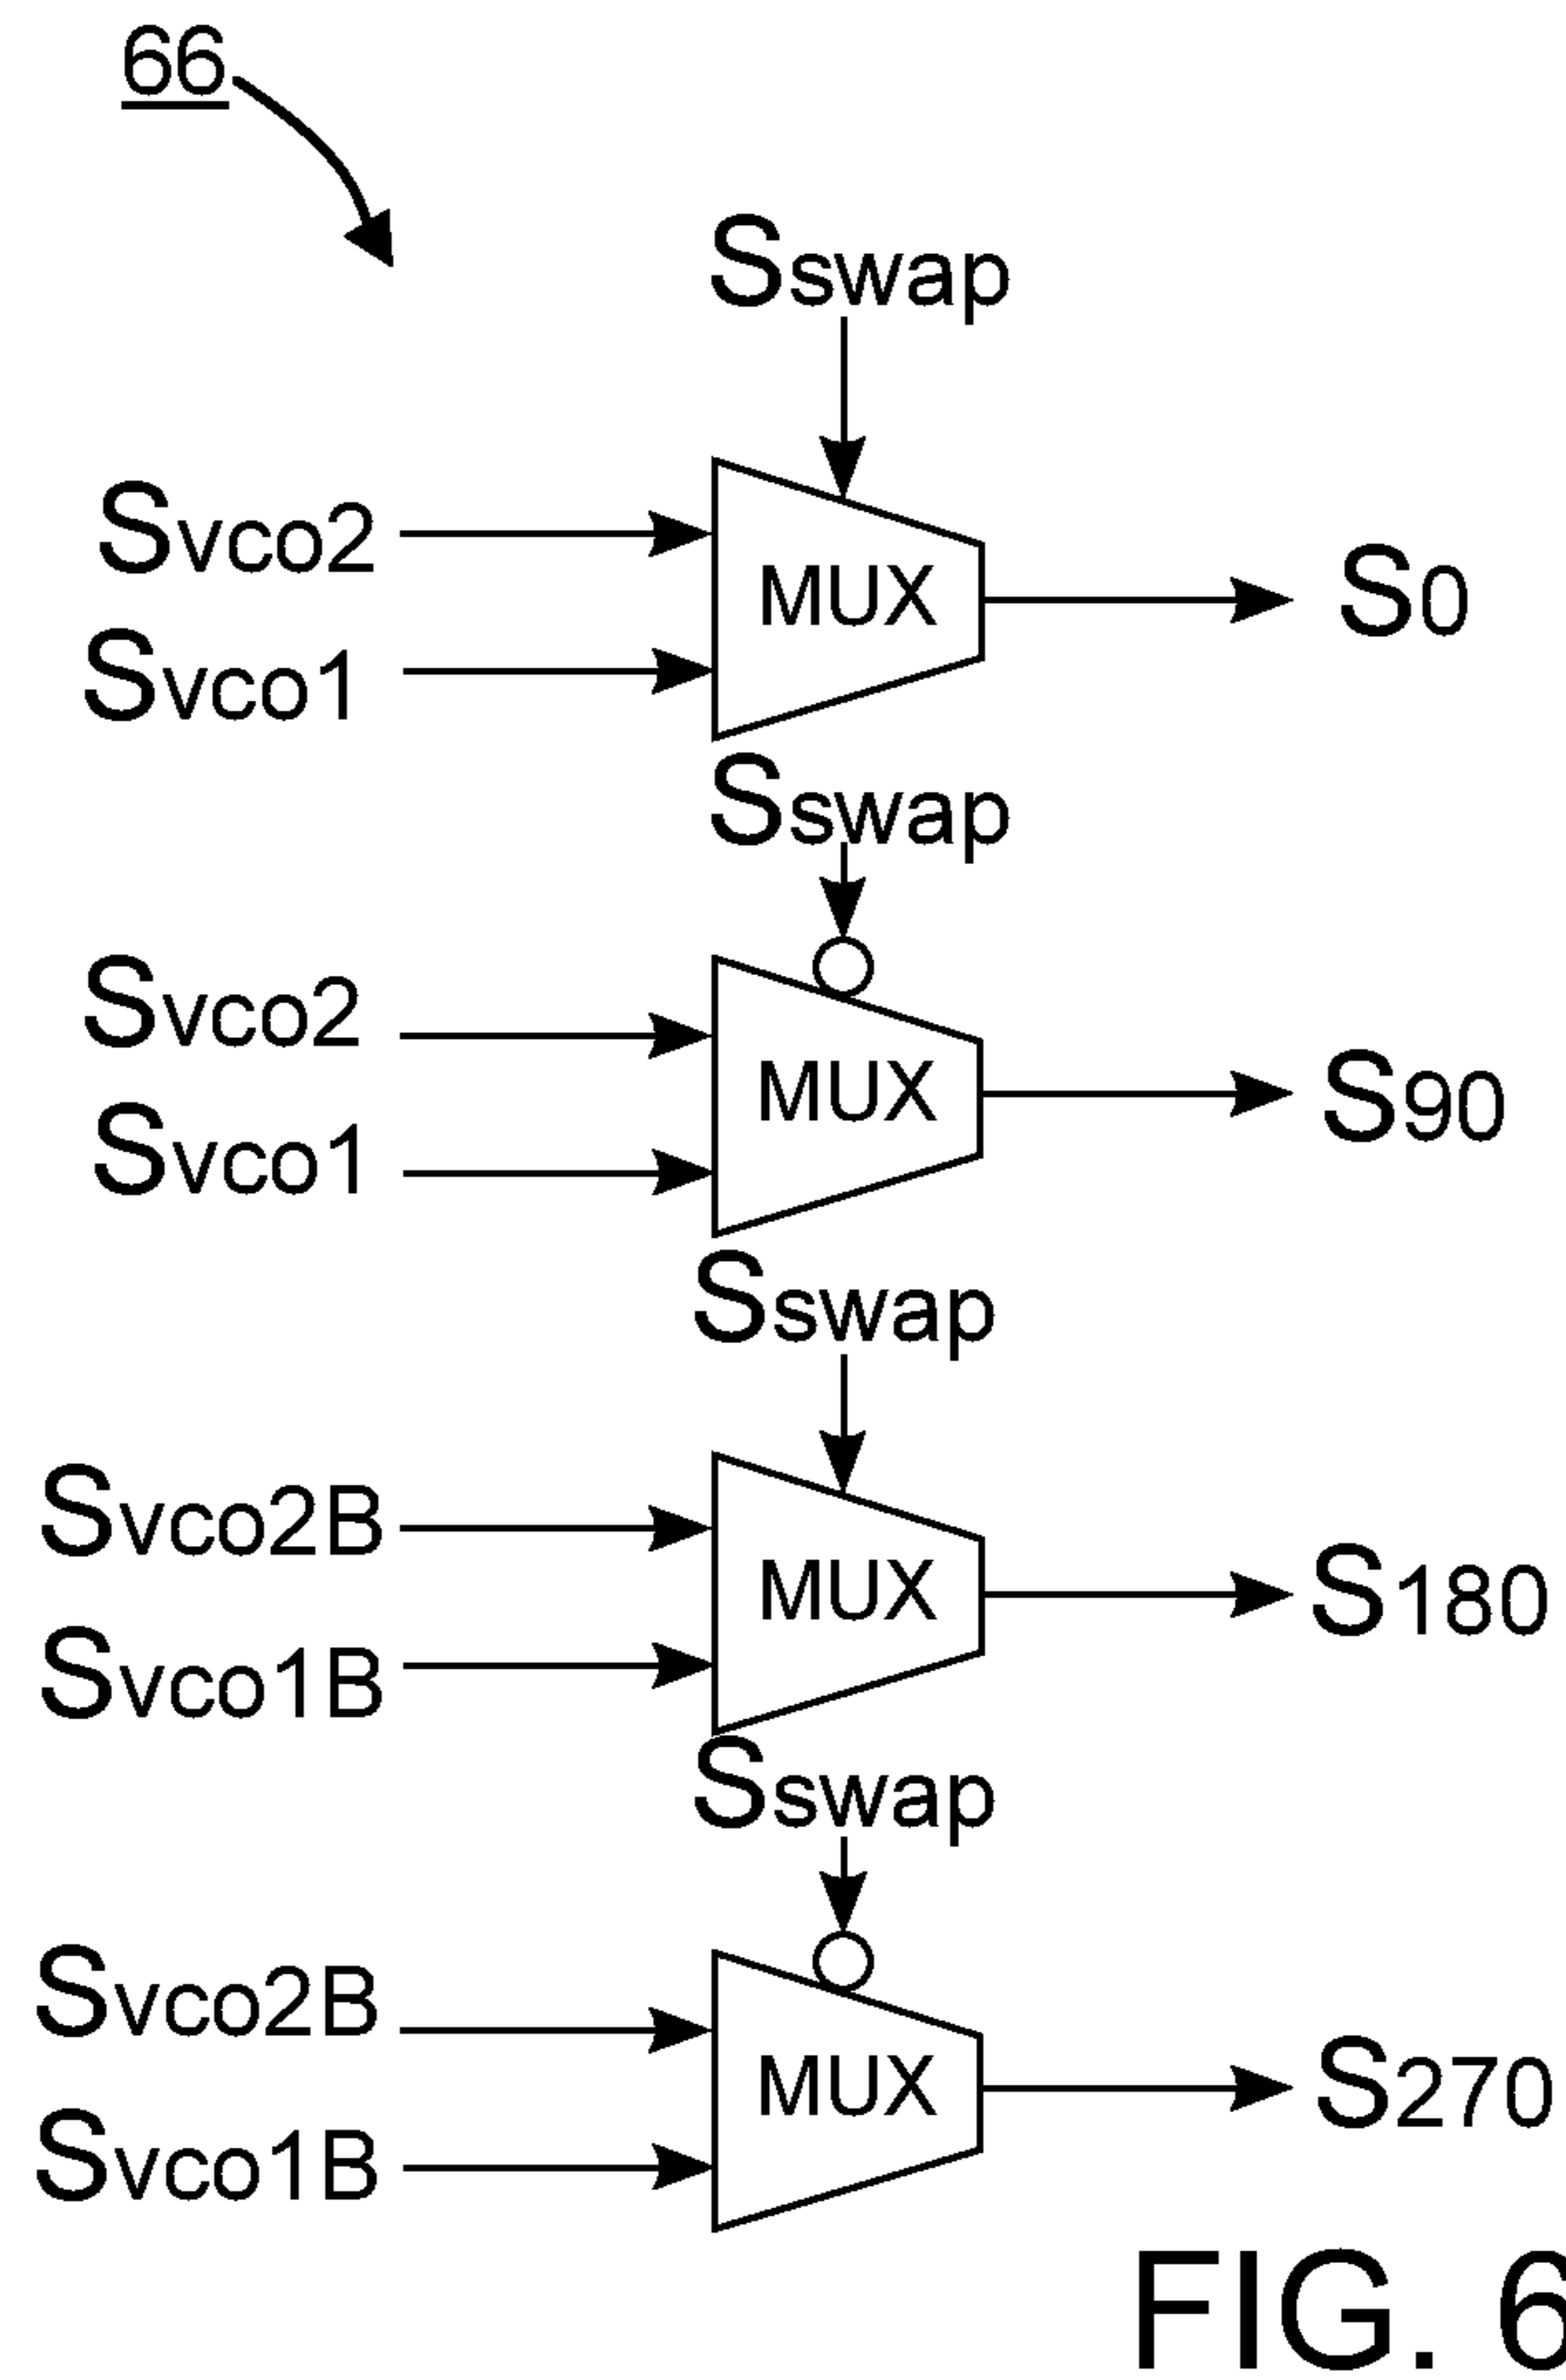 66
Sswap
Svco2
MUX
S0
Svco1
Sswap
Svco2
MUX
S90
Svco1
Sswap
Svco2B
MUX
S180
Svco1B
Sswap
Svco2B
MUX
S270
Svco1B
FIG. 6